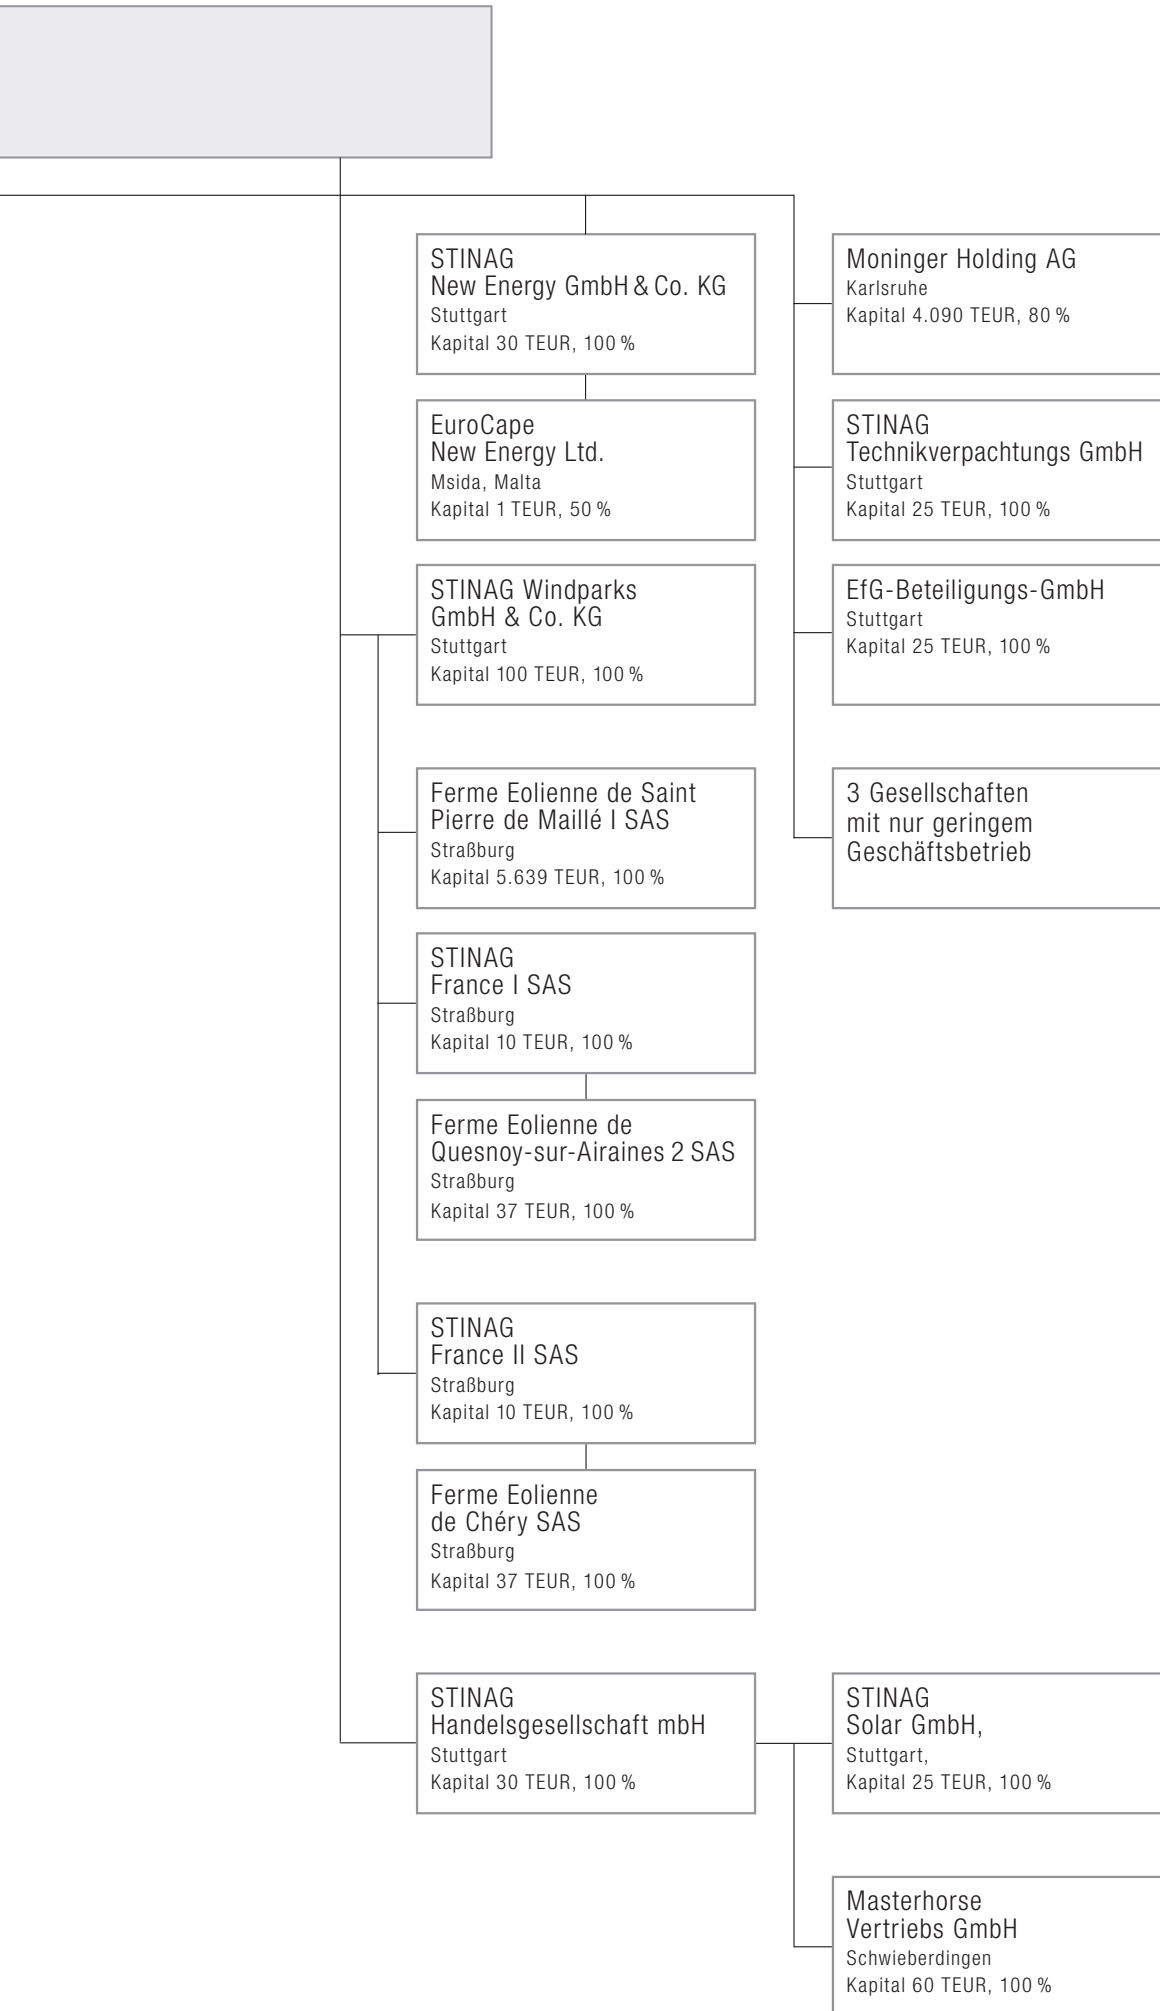 STINAG
New Energy GmbH & Co. KG
Stuttgart
Kapital 30 TEUR, 100 %
EuroCape
New Energy Ltd.
Msida, Malta
Kapital 1 TEUR, 50 %
STINAG Windparks
GmbH & Co. KG
Stuttgart
Kapital 100 TEUR, 100 %
Ferme Eolienne de Saint
Pierre de Maillé I SAS
Straßburg
Kapital 5.639 TEUR, 100 %
STINAG
France I SAS
Straßburg
Kapital 10 TEUR, 100 %
Ferme Eolienne de
Quesnoy-sur-Airaines 2 SAS
Straßburg
Kapital 37 TEUR, 100 %
STINAG
France II SAS
Straßburg
Kapital 10 TEUR, 100 %
Ferme Eolienne
de Chéry SAS
Straßburg
Kapital 37 TEUR, 100 %
STINAG
Handelsgesellschaft mbH
Stuttgart
Kapital 30 TEUR, 100 %
Moninger Holding AG
Karlsruhe
Kapital 4.090 TEUR, 80 %
STINAG
Technikverpachtungs GmbH
Stuttgart
Kapital 25 TEUR, 100 %
EfG-Beteiligungs-GmbH
Stuttgart
Kapital 25 TEUR, 100 %
3 Gesellschaften
mit nur geringem
Geschäftsbetrieb
STINAG
Solar GmbH,
Stuttgart,
Kapital 25 TEUR, 100 %
Masterhorse
Vertriebs GmbH
Schwieberdingen
Kapital 60 TEUR, 100 %